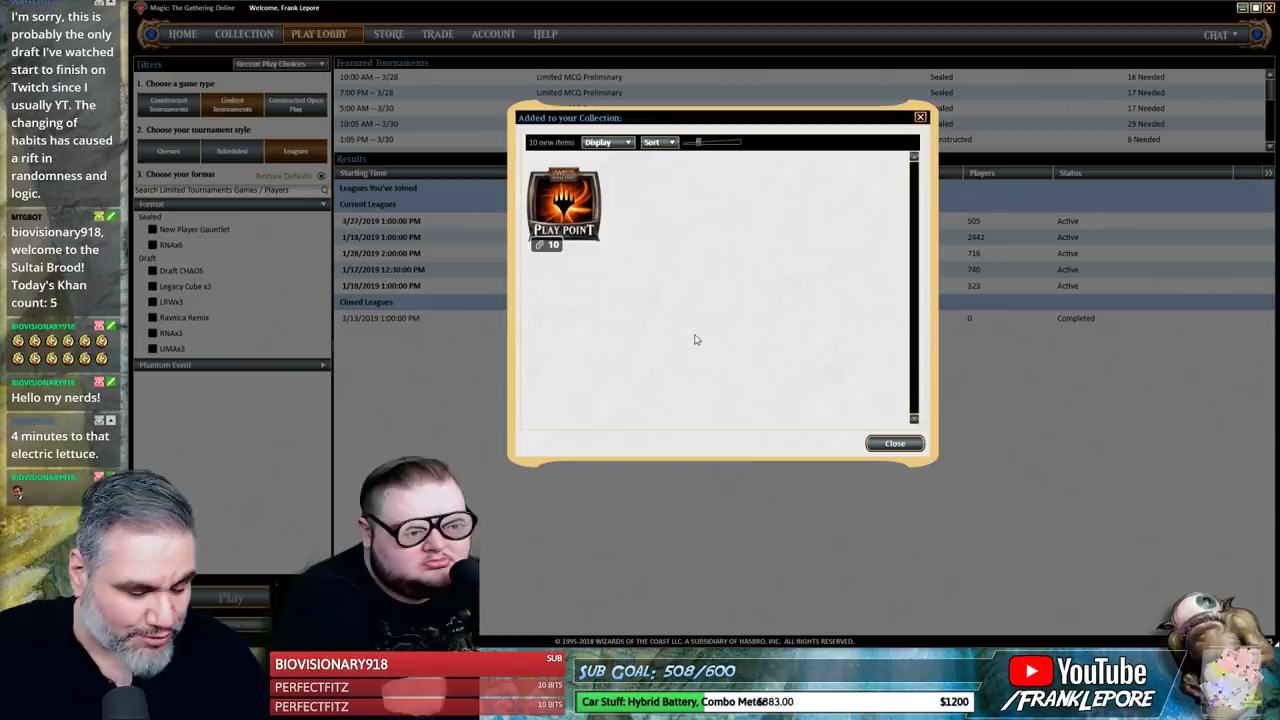 I'm sorry, this is
probably the only
draft I've watched
start to finish on
Twitch since I
usually YT. The
changing of
habits has caused
a rift in
randomness and
logic.
MTGBOT
biovisionary918,
welcome to the
Sultai Brood!
Today's Khan
count: 5
BIOVISIONARY918
BIOVISIONARY918
Hello my nerds!
4 minutes to that
electric lettuce.
BIOVISIONARY918
Magic: The Gathering Online Welcome, Frank Lepore
HOME COLLECTION PLAY LOBBY STORE TRADE ACCOUNT HELP CHAT
Filters Recent Play Choices
1. Choose a game type
Constructed Tournaments Limited Tournaments Constructed Open Play
2. Choose your tournament style
Queues Scheduled Leagues
3. Choose your format Restore Defaults
Search Limited Tournaments Games / Players
Format
Sealed
New Player Gauntlet
RNAx6
Draft
Draft CHAOS
Legacy Cube x3
LRWx3
Ravnica Remix
RNAx3
UMAx3
Phantom Event
Play
Featured Tournaments
10:00 AM -- 3/28 Limited MCQ Preliminary Sealed 16 Needed
7:00 PM -- 3/28 Limited MCQ Preliminary Sealed 17 Needed
5:00 AM -- 3/30 Sealed 17 Needed
10:05 AM -- 3/30 Sealed 29 Needed
1:05 PM -- 3/30 nstructed 8 Needed
Results
Starting Time Players Status
Leagues You've Joined
Current Leagues
3/27/2019 1:00:00 PM 505 Active
1/18/2019 1:00:00 PM 2442 Active
1/28/2019 2:00:00 PM 716 Active
1/17/2019 12:30:00 PM 740 Active
1/18/2019 1:00:00 PM 323 Active
Closed Leagues
3/13/2019 1:00:00 PM 0 Completed
Added to your Collection:
10 new items Display Sort
PLAY POINT
10
Close
© 1995-2018 WIZARDS OF THE COAST LLC. A SUBSIDIARY OF HASBRO, INC. ALL RIGHTS RESERVED.
BIOVISIONARY918 SUB
PERFECTFITZ 10 BITS
PERFECTFITZ 10 BITS
SUB GOAL: 508/600
Car Stuff: Hybrid Battery, Combo Mete $383.00 $1200
YouTube
/FRANKLEPORE